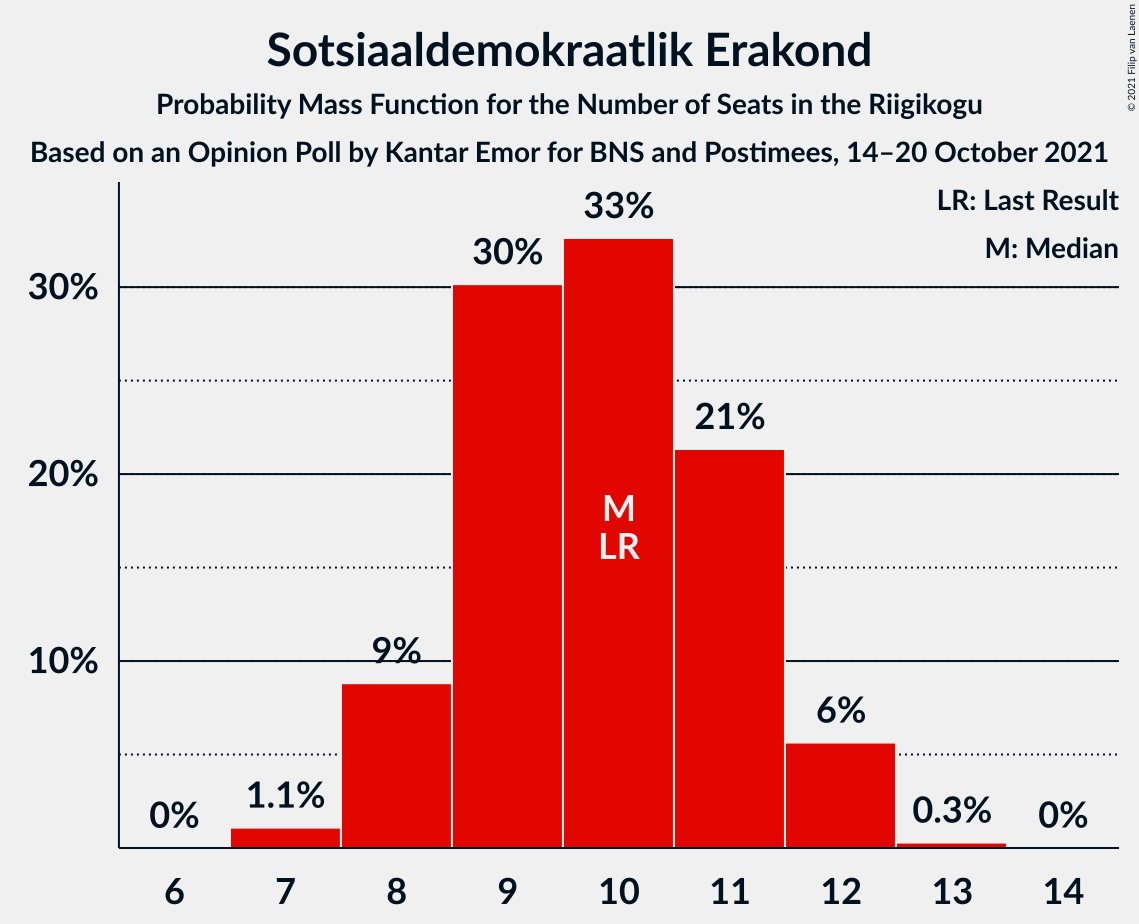 Sotsiaaldemokraatlik Erakond
Probability Mass Function for the Number of Seats in the Riigikogu
Based on an Opinion Poll by Kantar Emor for BNS and Postimees, 14–20 October 2021
© 2021 Filip van Laenen
LR: Last Result
M: Median
30%
20%
10%
0%
1.1%
9%
30%
33%
21%
6%
0.3%
0%
M
LR
6
7
8
9
10
11
12
13
14